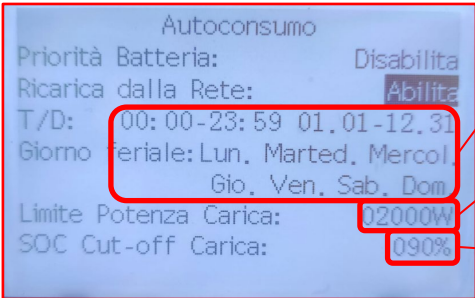 Autoconsumo
Priorità Batteria: Disabilita
Ricarica dalla Rete: Abilita
T/D: 00:00-23:59 01.01-12.31
Giorno feriale:Lun. Marted. Mercol.
Gio. Ven. Sab. Dom.
Limite Potenza Carica: 02000W
SOC Cut-off Carica: 090%